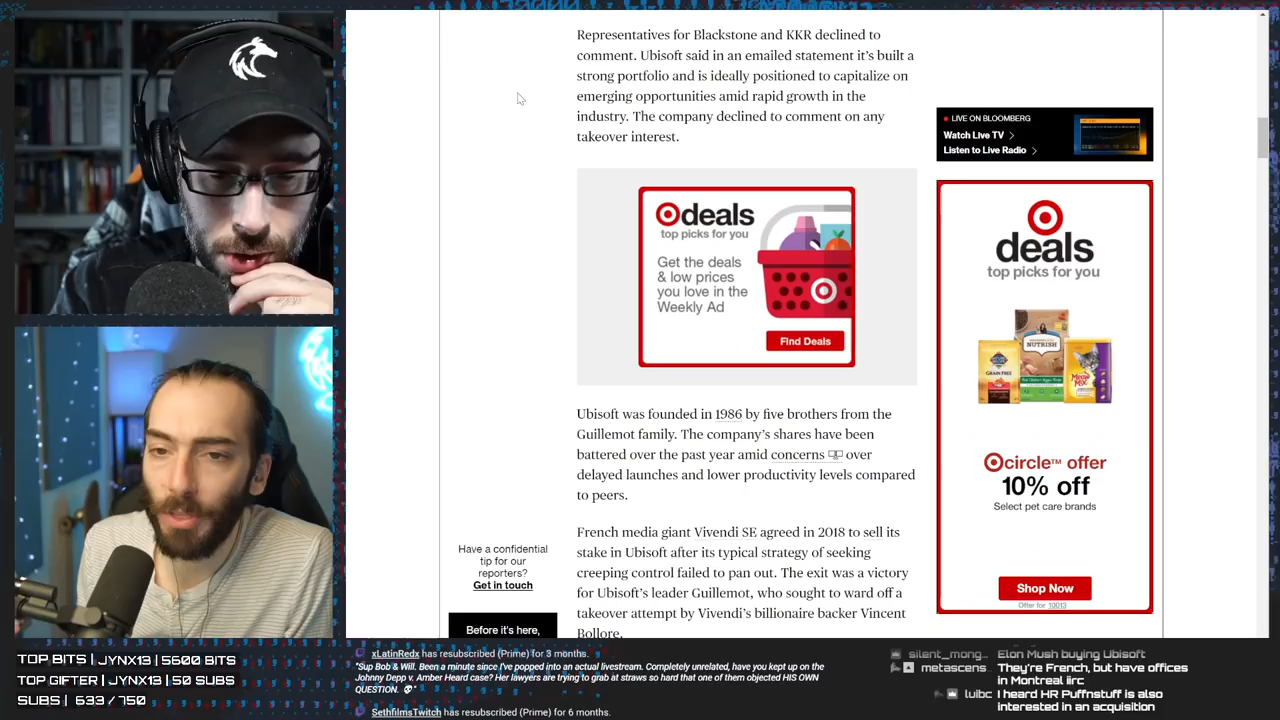 Representatives for Blackstone and KKR declined to
comment. Ubisoft said in an emailed statement it's built a
strong portfolio and is ideally positioned to capitalize on
emerging opportunities amid rapid growth in the
industry. The company declined to comment on any
takeover interest.
LIVE ON BLOOMBERG
Watch Live TV >
Listen to Live Radio >
deals
top picks for you
Get the deals
& low prices
you love in the
Weekly Ad
Find Deals
deals
top picks for you
NUTRISH
GRAIN FREE
Meow Mix
circle™ offer
10% off
Select pet care brands
Shop Now
Offer for 10013
Ubisoft was founded in 1986 by five brothers from the
Guillemot family. The company's shares have been
battered over the past year amid concerns over
delayed launches and lower productivity levels compared
to peers.
French media giant Vivendi SE agreed in 2018 to sell its
stake in Ubisoft after its typical strategy of seeking
creeping control failed to pan out. The exit was a victory
for Ubisoft's leader Guillemot, who sought to ward off a
takeover attempt by Vivendi's billionaire backer Vincent
Bollore.
Have a confidential
tip for our
reporters?
Get in touch
Before it's here,
TOP BITS | JYNX13 | 5600 BITS
TOP GIFTER | JYNX13 | 50 SUBS
SUBS | 633 / 750
xLatinRedx has resubscribed (Prime) for 3 months.
"Sup Bob & Will. Been a minute since I've popped into an actual livestream. Completely unrelated, have you kept up on the
Johnny Depp v. Amber Heard case? Her lawyers are trying to grab at straws so hard that one of them objected HIS OWN
QUESTION. 💀"
SethfilmsTwitch has resubscribed (Prime) for 6 months.
silent_mong... Elon Mush buying Ubisoft
metascens They're French, but have offices
in Montreal iirc
luibc I heard HR Puffnstuff is also
interested in an acquisition